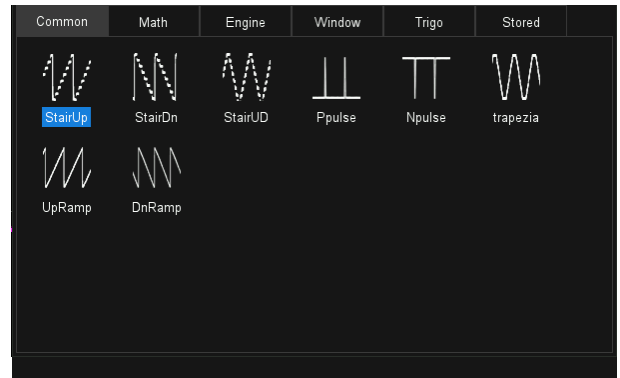 Common Math Engine Window Trigo Stored
StairUp StairDn StairUD Ppulse Npulse trapezia
UpRamp DnRamp